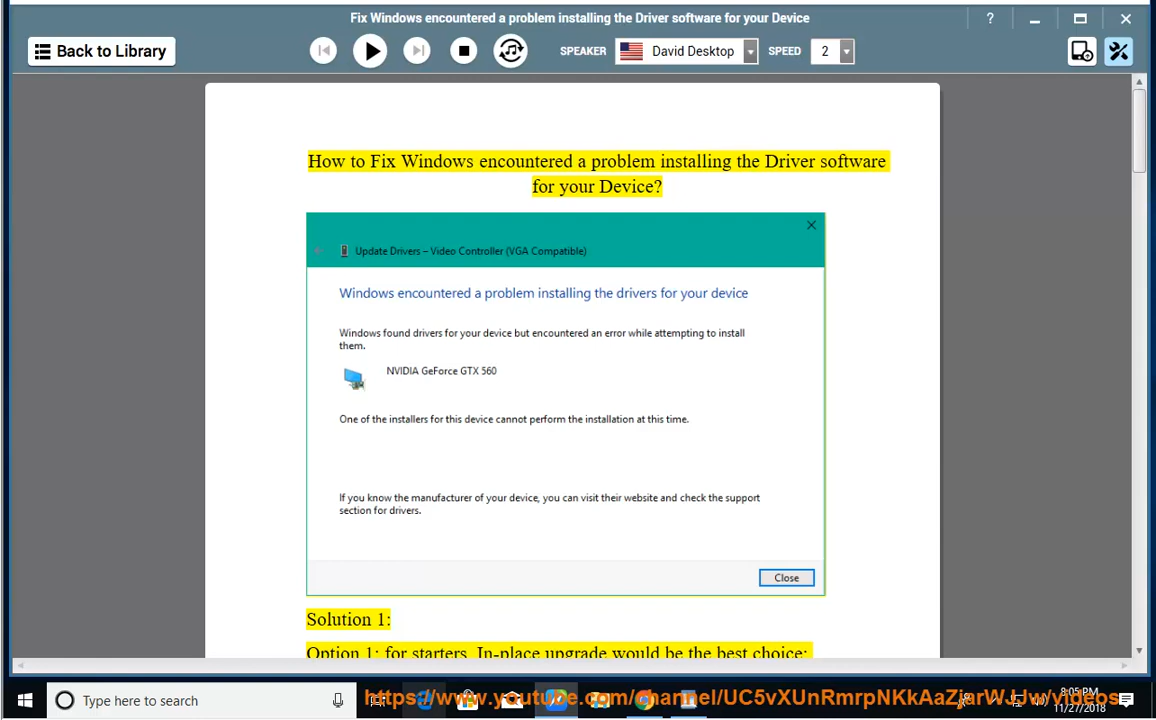 Fix Windows encountered a problem installing the Driver software for your Device
?
Back to Library
SPEAKER
David Desktop
SPEED
2
How to Fix Windows encountered a problem installing the Driver software
for your Device?
Update Drivers – Video Controller (VGA Compatible)
Windows encountered a problem installing the drivers for your device
Windows found drivers for your device but encountered an error while attempting to install
them.
NVIDIA GeForce GTX 560
One of the installers for this device cannot perform the installation at this time.
If you know the manufacturer of your device, you can visit their website and check the support
section for drivers.
Close
Solution 1:
Option 1: for starters, In-place upgrade would be the best choice:
Type here to search
8:05 PM
11/27/2018